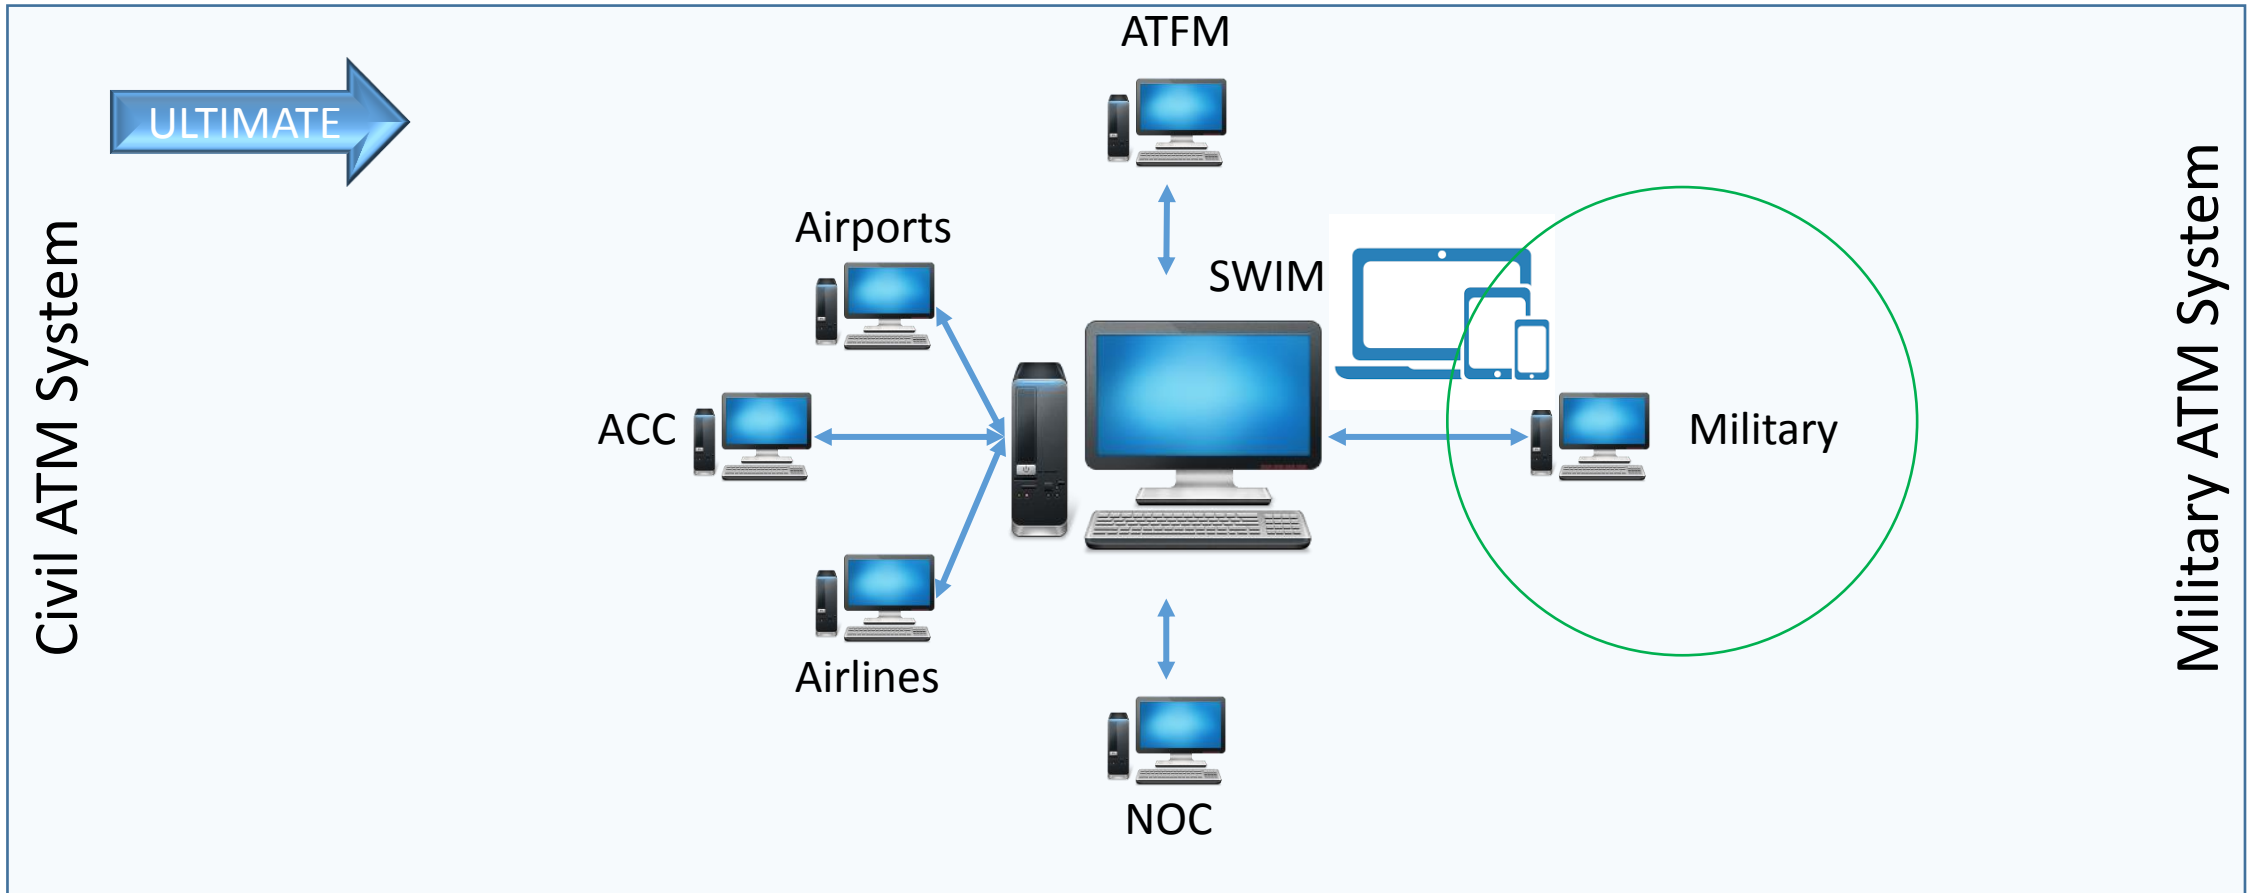 ATFM
ULTIMATE
Airports
SWIM
Civil ATM System
Military ATM System
ACC
Military
Airlines
NOC